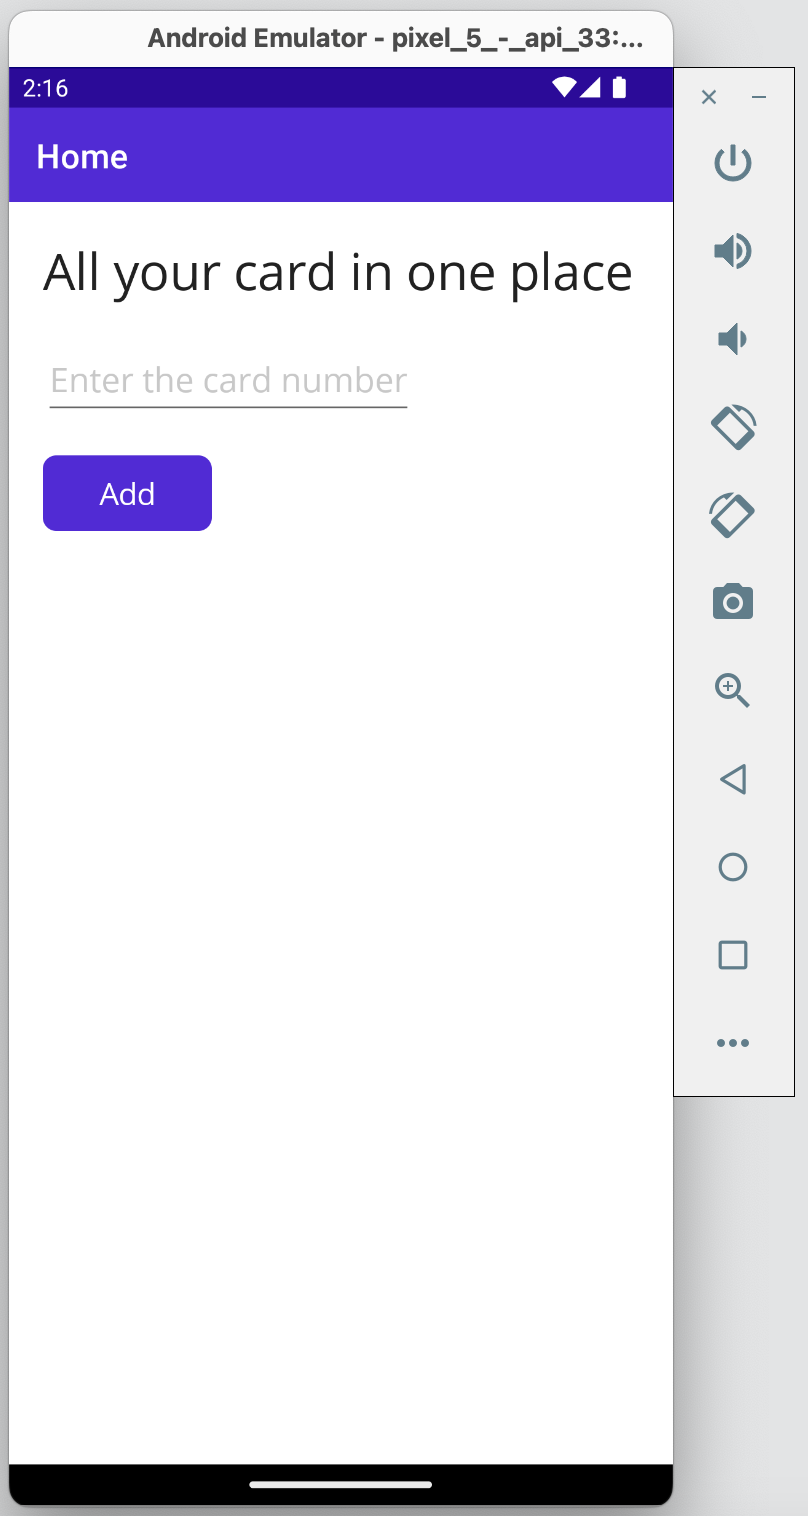 Android Emulator - pixel_5_-_api_33:...
2:16
Home
All your card in one place
Enter the card number
Add